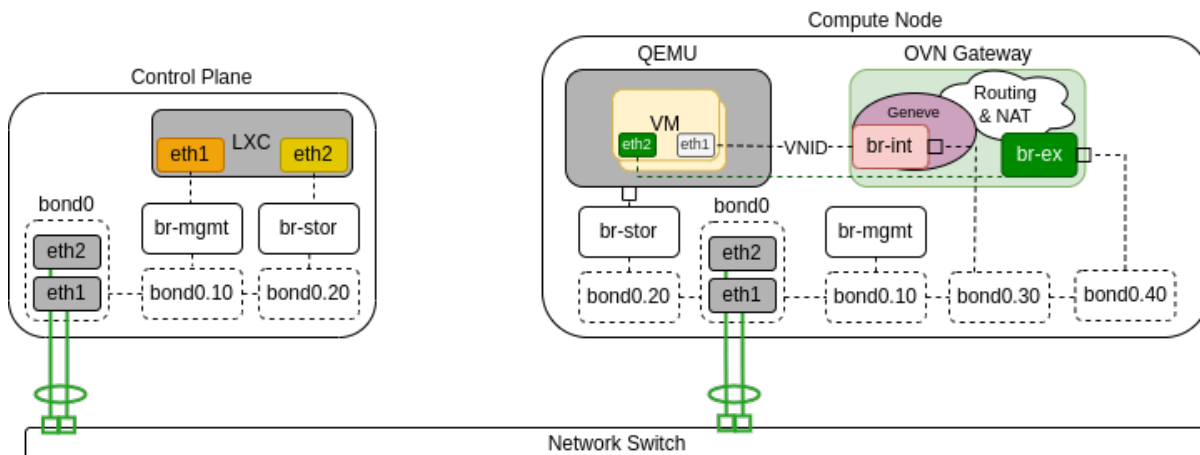 Compute Node
Control Plane
QEMU
OVN Gateway
LXC
eth1
eth2
VM
eth2
eth1
VNID
Geneve
Routing
& NAT
br-int
br-ex
bond0
eth2
eth1
br-mgmt
br-stor
bond0.10
bond0.20
br-stor
bond0
br-mgmt
eth2
eth1
bond0.20
bond0.10
bond0.30
bond0.40
Network Switch